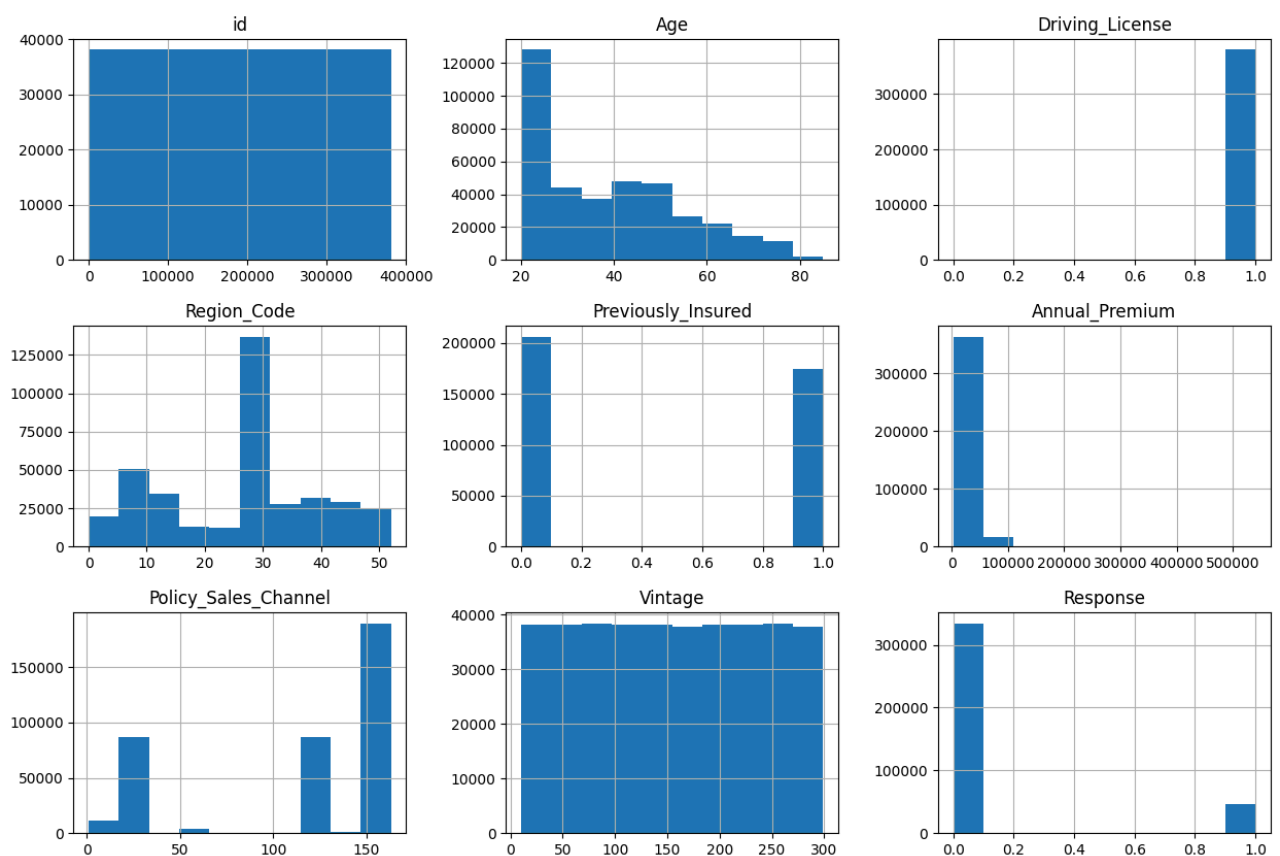 id
40000
30000
20000
10000
0
0 100000 200000 300000 400000
Age
120000
100000
80000
60000
40000
20000
0
20 40 60 80
Driving_License
300000
200000
100000
0
0.0 0.2 0.4 0.6 0.8 1.0
Region_Code
125000
100000
75000
50000
25000
0
0 10 20 30 40 50
Previously_Insured
200000
150000
100000
50000
0
0.0 0.2 0.4 0.6 0.8 1.0
Annual_Premium
300000
200000
100000
0
0 100000 200000 300000 400000 500000
Policy_Sales_Channel
150000
100000
50000
0
0 50 100 150
Vintage
40000
30000
20000
10000
0
0 50 100 150 200 250 300
Response
300000
200000
100000
0
0.0 0.2 0.4 0.6 0.8 1.0